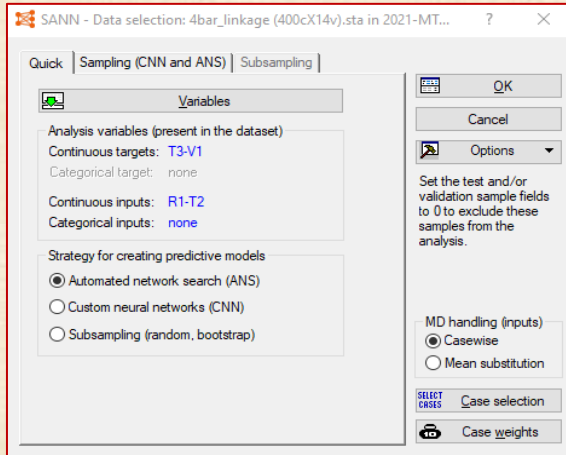 SANN - Data selection: 4bar_linkage (400cX14v).sta in 2021-MT... ? ×
Quick Sampling (CNN and ANS) Subsampling
Variables
Analysis variables (present in the dataset)
Continuous targets: T3-V1
Categorical target: none
Continuous inputs: R1-T2
Categorical inputs: none
Strategy for creating predictive models
Automated network search (ANS)
Custom neural networks (CNN)
Subsampling (random, bootstrap)
OK
Cancel
Options
Set the test and/or
validation sample fields
to 0 to exclude these
samples from the
analysis.
MD handling (inputs)
Casewise
Mean substitution
SELECT
CASES Case selection
Case weights